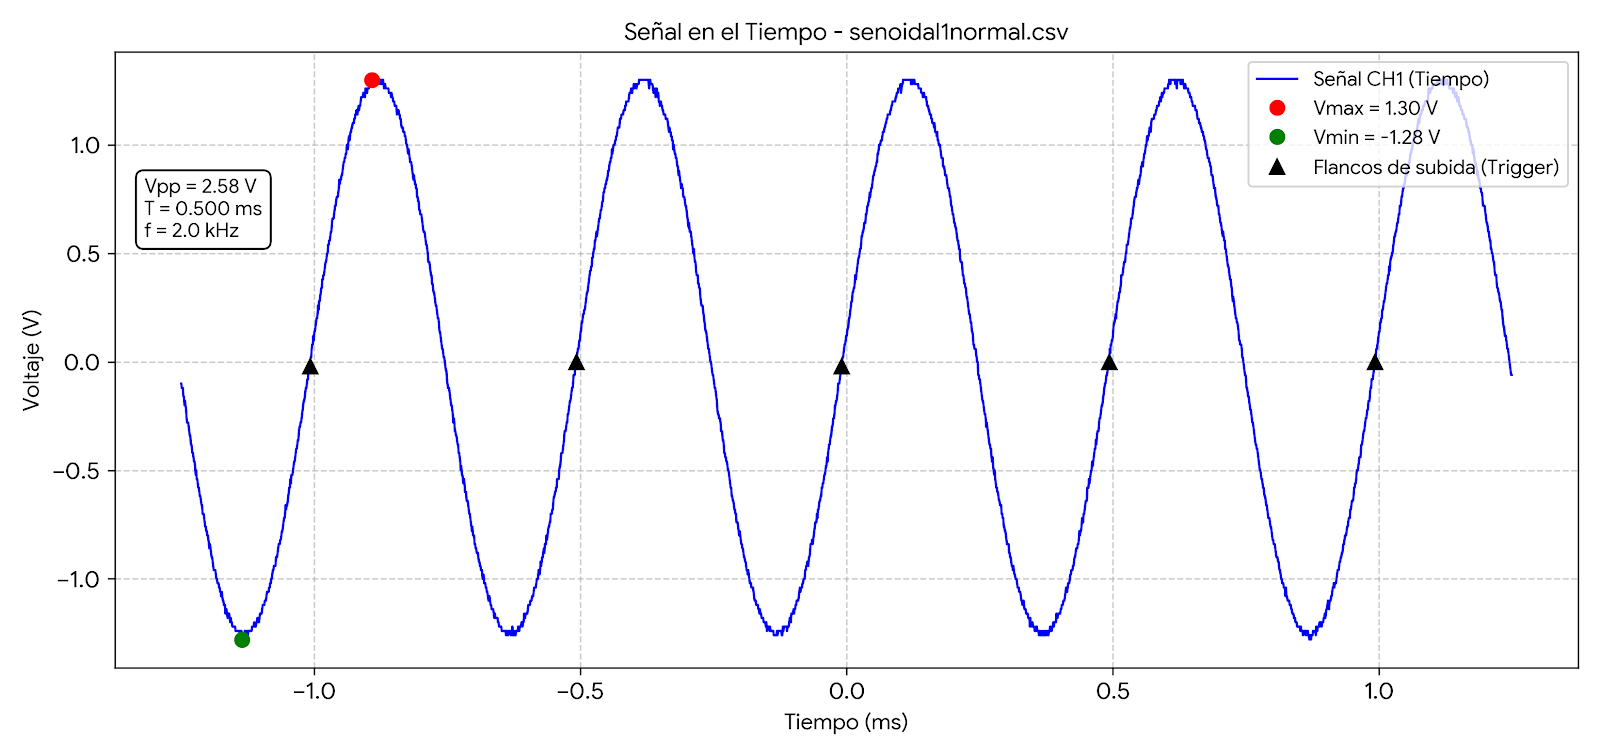 Señal en el Tiempo - senoidal1normal.csv
Señal CH1 (Tiempo)
Vmax = 1.30 V
Vmin = -1.28 V
Flancos de subida (Trigger)
Vpp = 2.58 V
T = 0.500 ms
f = 2.0 kHz
Voltaje (V)
1.0
0.5
0.0
−0.5
−1.0
−1.0
−0.5
0.0
0.5
1.0
Tiempo (ms)